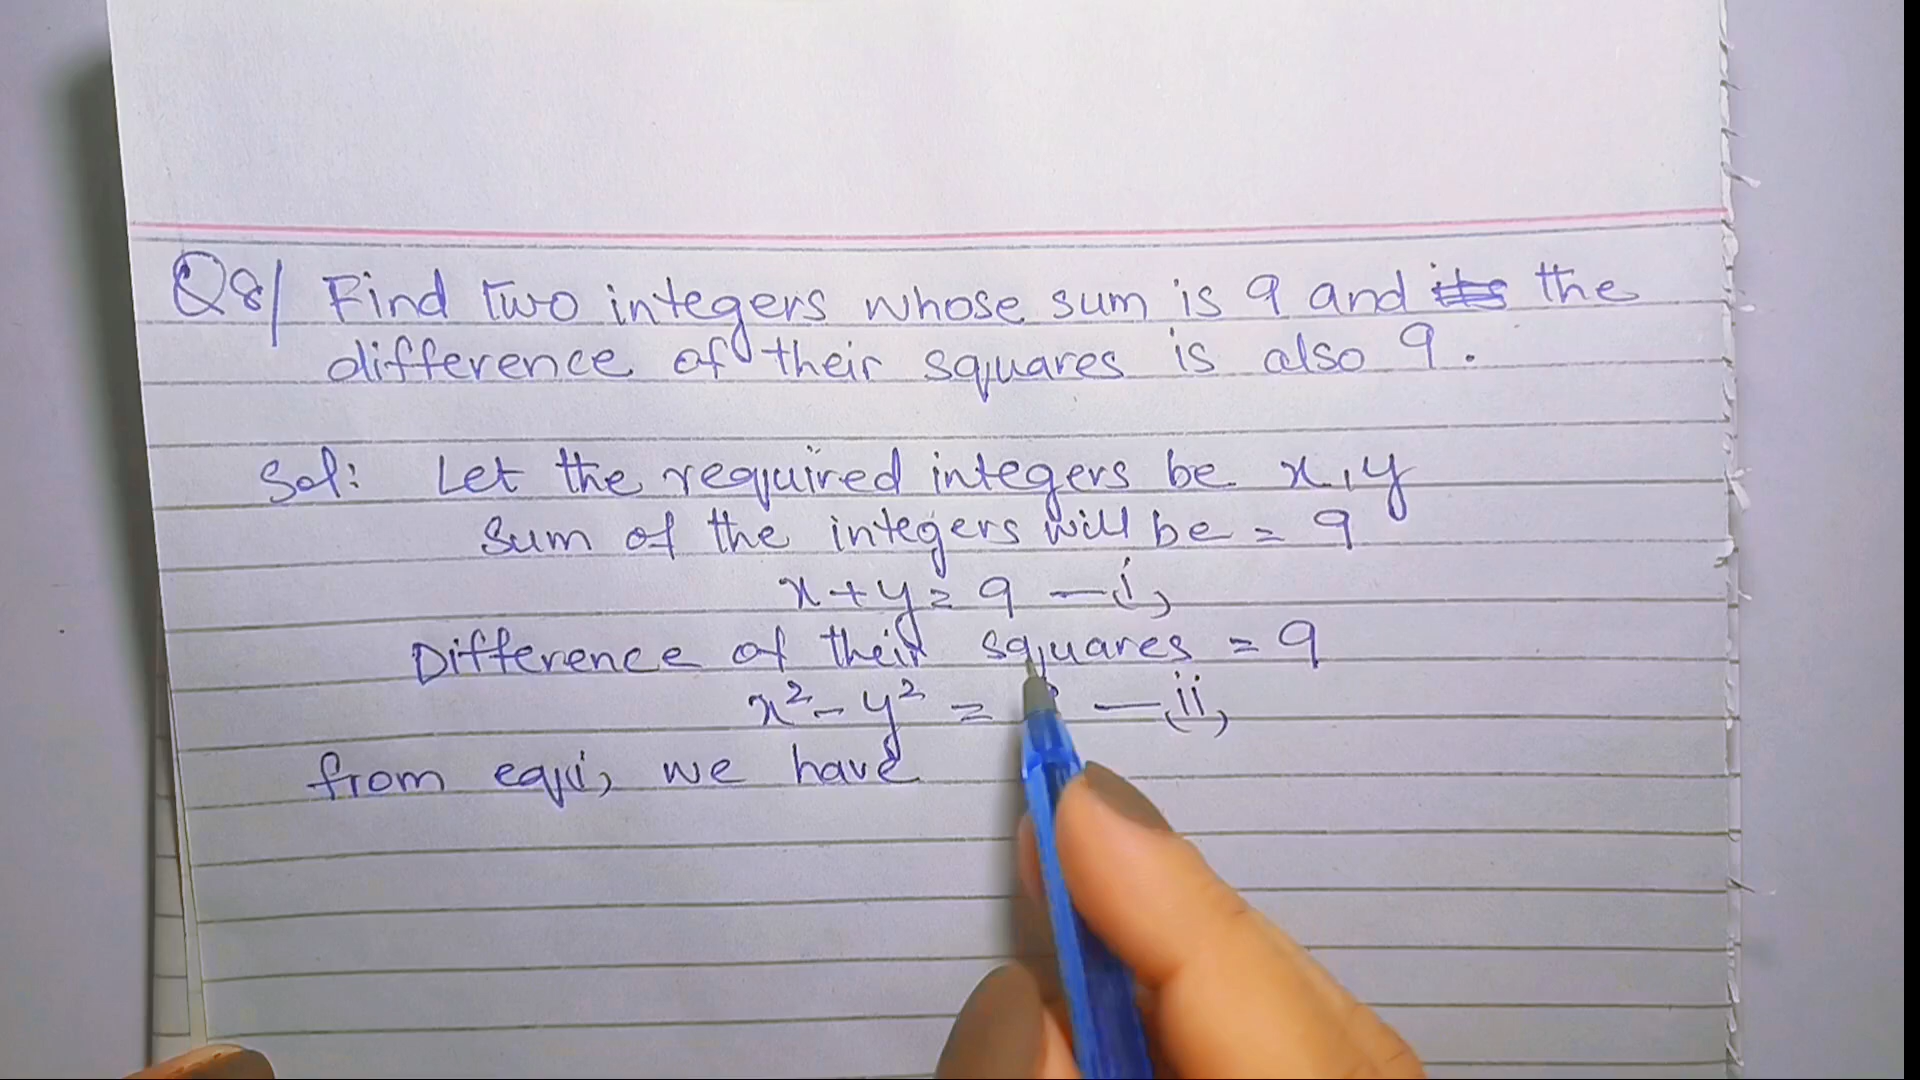 Q8/ Find two integers whose sum is 9 and its the
difference of their squares is also 9.
Sol: Let the required integers be x, y
Sum of the integers will be = 9
x + y = 9 — i,
Difference of their squares = 9
x² - y² = — ii,
from eq i, we have